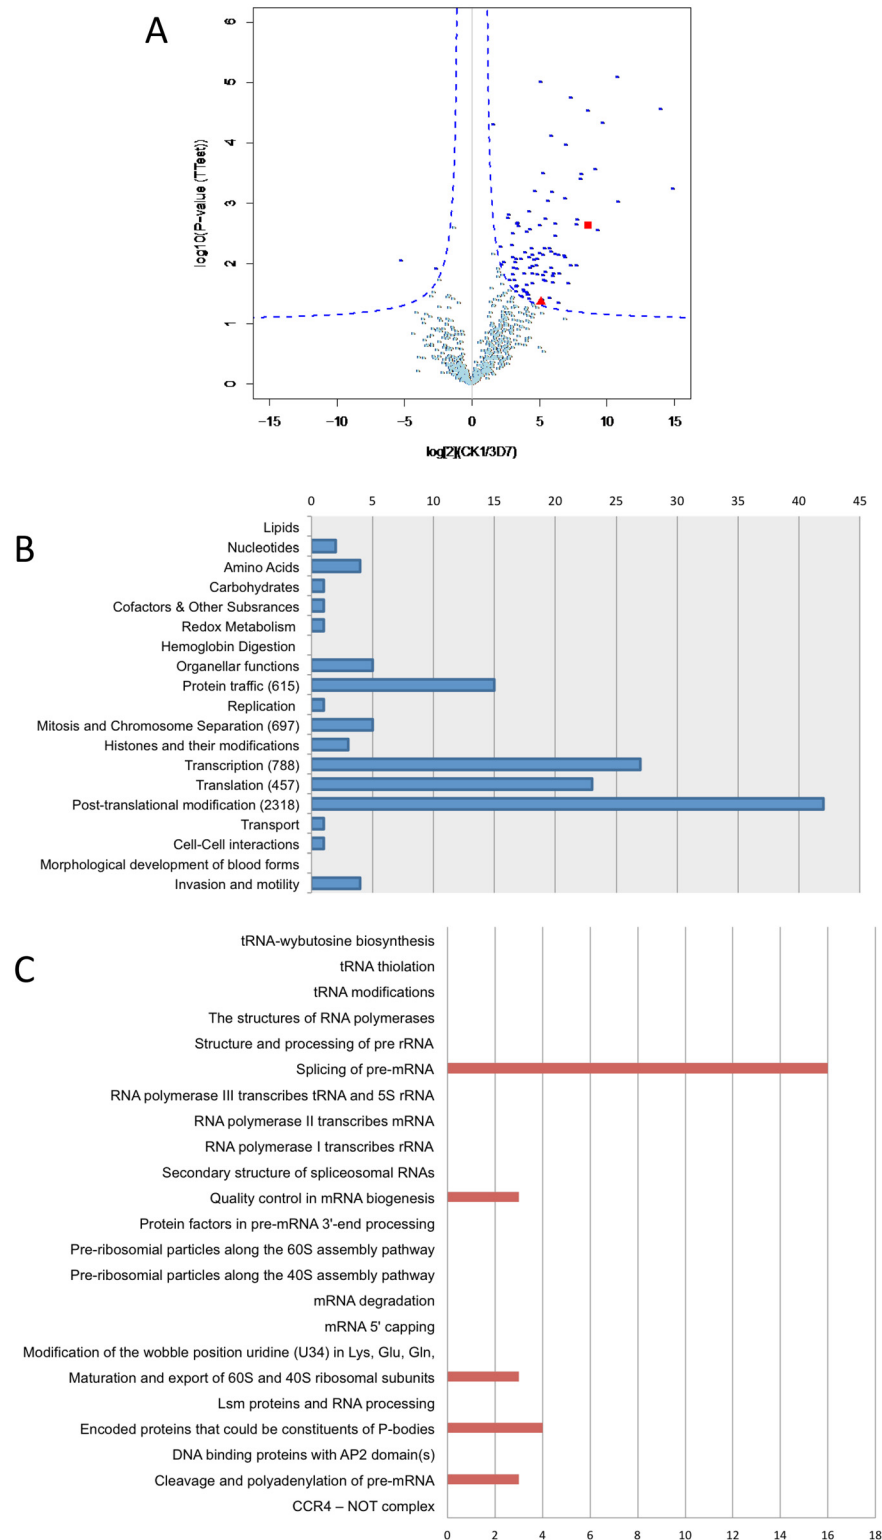 A
6
5
4
3
2
1
0
log10(P-value (TTest))
−15 −10 −5 0 5 10 15
log[2](CK1/3D7)
B
0 5 10 15 20 25 30 35 40 45
Lipids
Nucleotides
Amino Acids
Carbohydrates
Cofactors & Other Subsrances
Redox Metabolism
Hemoglobin Digestion
Organellar functions
Protein traffic (615)
Replication
Mitosis and Chromosome Separation (697)
Histones and their modifications
Transcription (788)
Translation (457)
Post-translational modification (2318)
Transport
Cell-Cell interactions
Morphological development of blood forms
Invasion and motility
C
tRNA-wybutosine biosynthesis
tRNA thiolation
tRNA modifications
The structures of RNA polymerases
Structure and processing of pre rRNA
Splicing of pre-mRNA
RNA polymerase III transcribes tRNA and 5S rRNA
RNA polymerase II transcribes mRNA
RNA polymerase I transcribes rRNA
Secondary structure of spliceosomal RNAs
Quality control in mRNA biogenesis
Protein factors in pre-mRNA 3'-end processing
Pre-ribosomial particles along the 60S assembly pathway
Pre-ribosomial particles along the 40S assembly pathway
mRNA degradation
mRNA 5' capping
Modification of the wobble position uridine (U34) in Lys, Glu, Gln,
Maturation and export of 60S and 40S ribosomal subunits
Lsm proteins and RNA processing
Encoded proteins that could be constituents of P-bodies
DNA binding proteins with AP2 domain(s)
Cleavage and polyadenylation of pre-mRNA
CCR4 – NOT complex
0 2 4 6 8 10 12 14 16 18